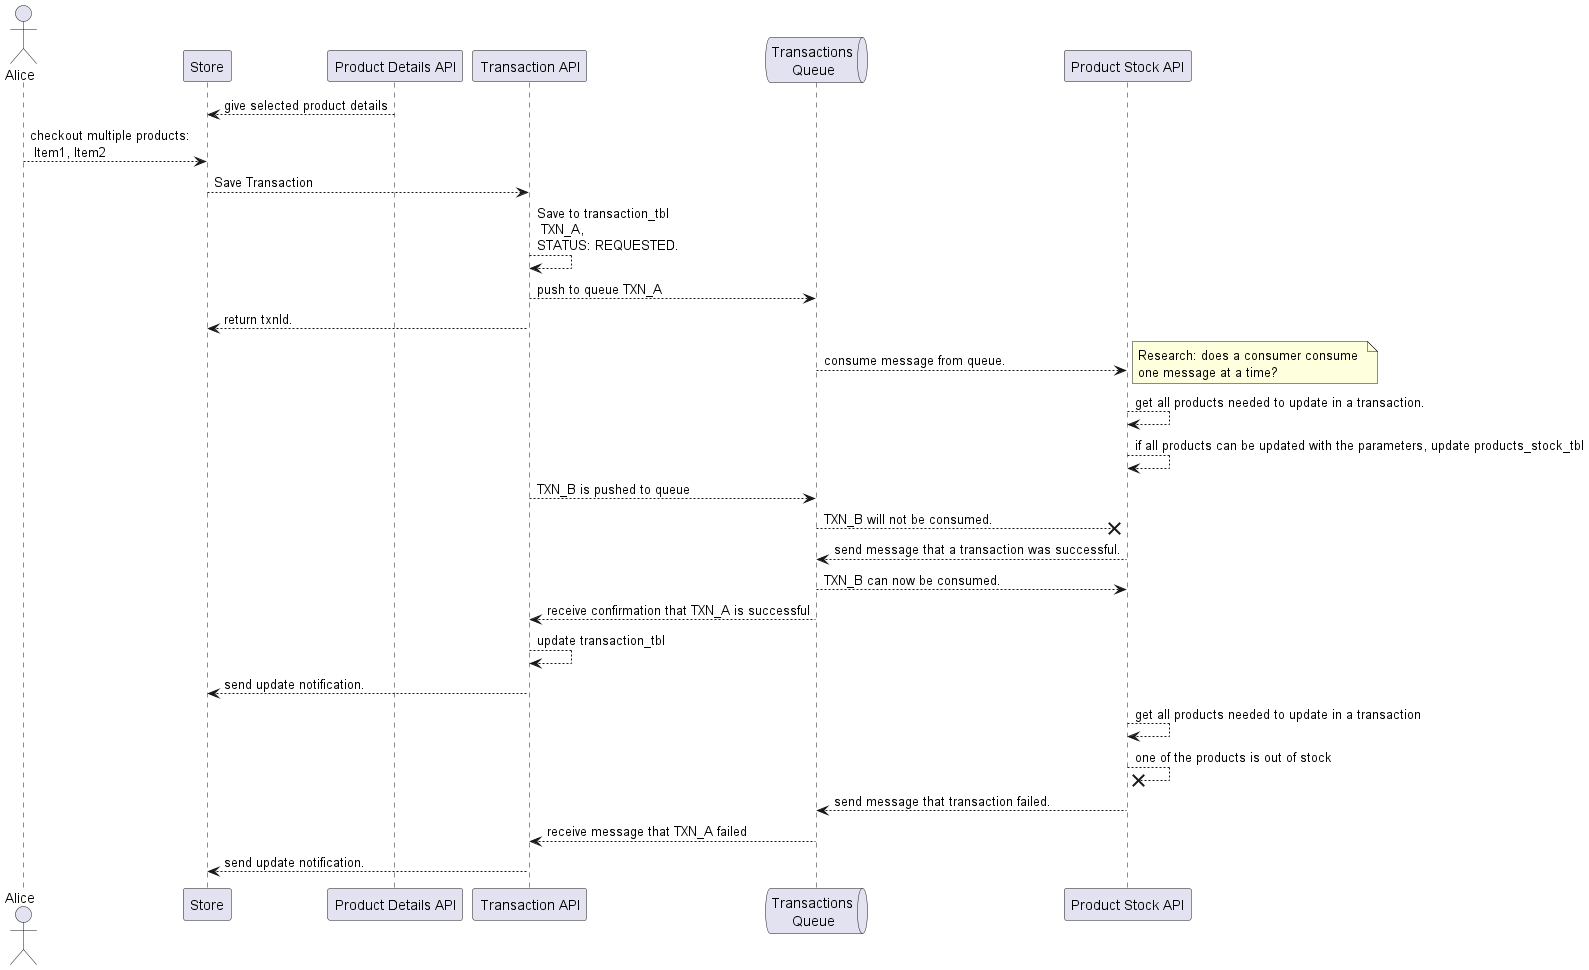 Alice
Store
Product Details API
Transaction API
Transactions
Queue
Product Stock API
give selected product details
checkout multiple products:
Item1, Item2
Save Transaction
Save to transaction_tbl
TXN_A,
STATUS: REQUESTED.
push to queue TXN_A
return txnId.
consume message from queue.
Research: does a consumer consume
one message at a time?
get all products needed to update in a transaction.
if all products can be updated with the parameters, update products_stock_tbl
TXN_B is pushed to queue
TXN_B will not be consumed.
send message that a transaction was successful.
TXN_B can now be consumed.
receive confirmation that TXN_A is successful
update transaction_tbl
send update notification.
get all products needed to update in a transaction
one of the products is out of stock
send message that transaction failed.
receive message that TXN_A failed
send update notification.
Alice
Store
Product Details API
Transaction API
Transactions
Queue
Product Stock API